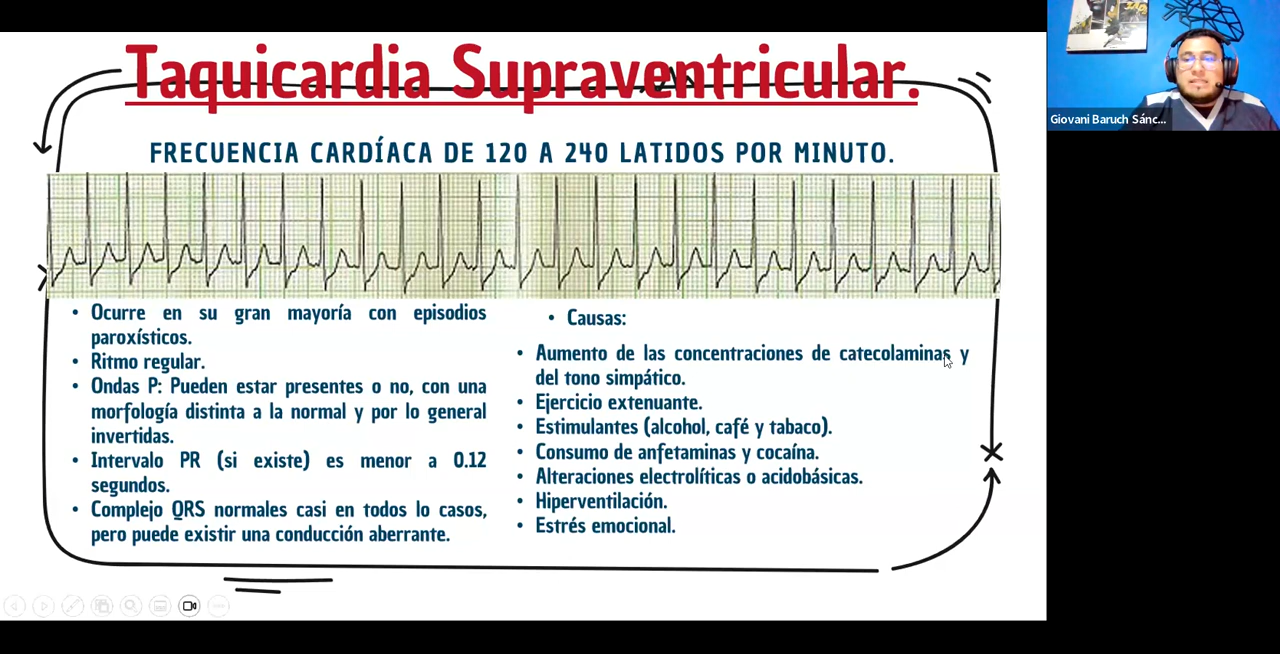 Taquicardia Supraventricular.
FRECUENCIA CARDÍACA DE 120 A 240 LATIDOS POR MINUTO.
• Ocurre en su gran mayoría con episodios
paroxísticos.
• Ritmo regular.
• Ondas P: Pueden estar presentes o no, con una
morfología distinta a la normal y por lo general
invertidas.
• Intervalo PR (si existe) es menor a 0.12
segundos.
• Complejo QRS normales casi en todos lo casos,
pero puede existir una conducción aberrante.
• Causas:
• Aumento de las concentraciones de catecolaminas y
del tono simpático.
• Ejercicio extenuante.
• Estimulantes (alcohol, café y tabaco).
• Consumo de anfetaminas y cocaína.
• Alteraciones electrolíticas o acidobásicas.
• Hiperventilación.
• Estrés emocional.
Giovani Baruch Sánc...